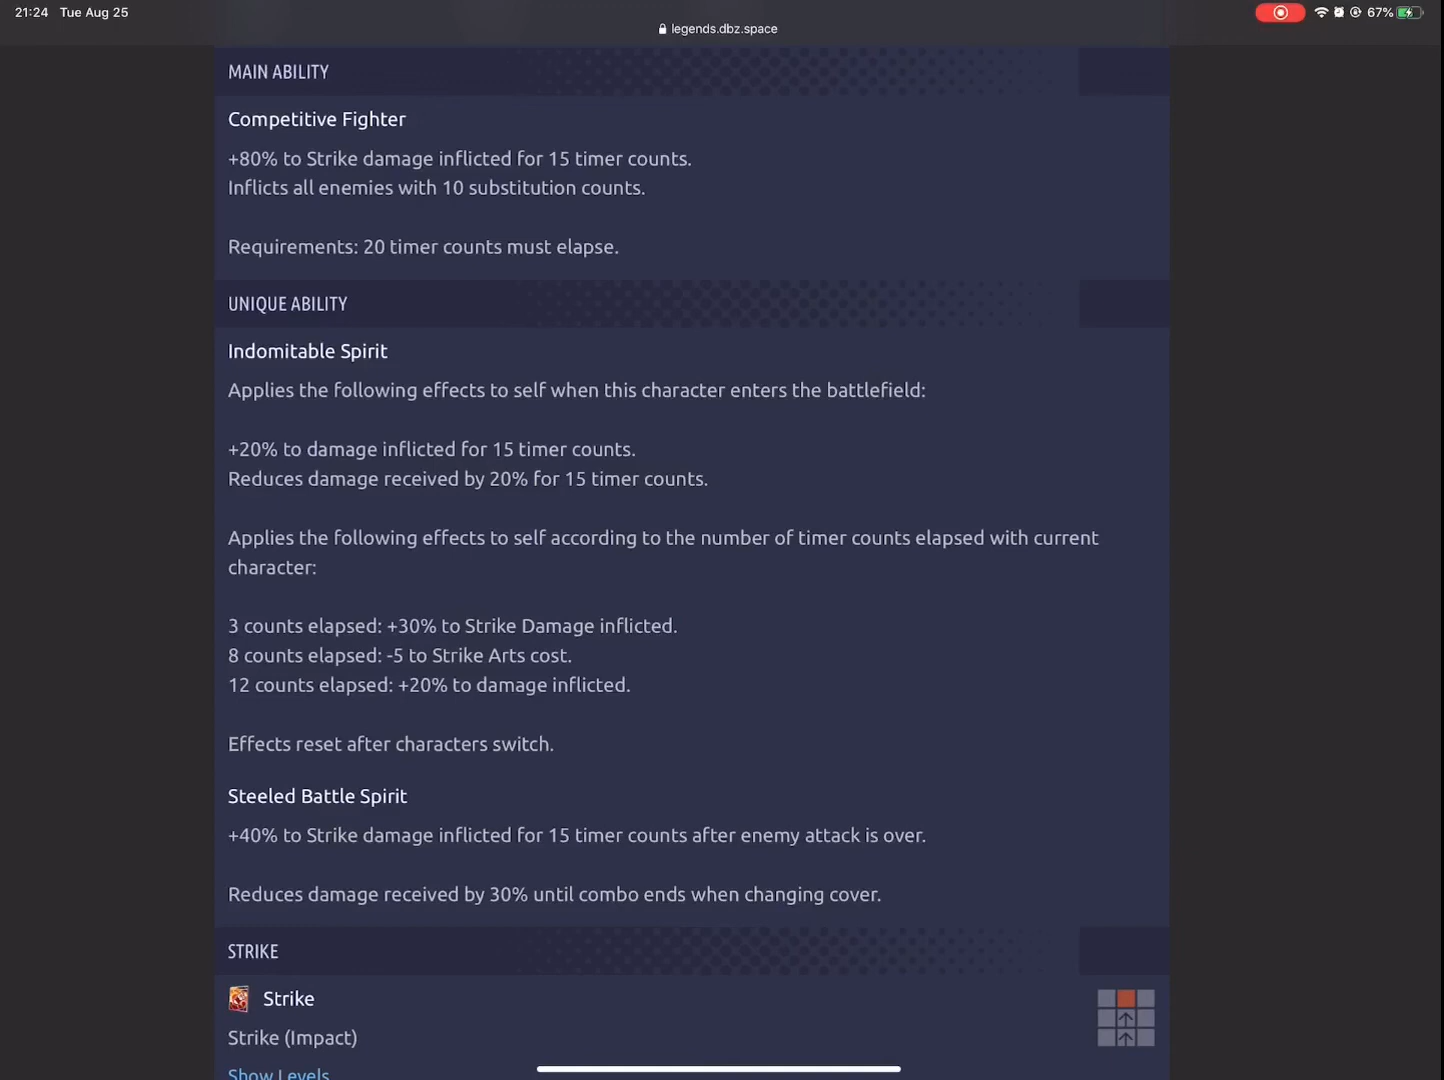 21:24 Tue Aug 25
67%
legends.dbz.space
MAIN ABILITY
Competitive Fighter
+80% to Strike damage inflicted for 15 timer counts.
Inflicts all enemies with 10 substitution counts.
Requirements: 20 timer counts must elapse.
UNIQUE ABILITY
Indomitable Spirit
Applies the following effects to self when this character enters the battlefield:
+20% to damage inflicted for 15 timer counts.
Reduces damage received by 20% for 15 timer counts.
Applies the following effects to self according to the number of timer counts elapsed with current
character:
3 counts elapsed: +30% to Strike Damage inflicted.
8 counts elapsed: -5 to Strike Arts cost.
12 counts elapsed: +20% to damage inflicted.
Effects reset after characters switch.
Steeled Battle Spirit
+40% to Strike damage inflicted for 15 timer counts after enemy attack is over.
Reduces damage received by 30% until combo ends when changing cover.
STRIKE
Strike
Strike (Impact)
Show Levels